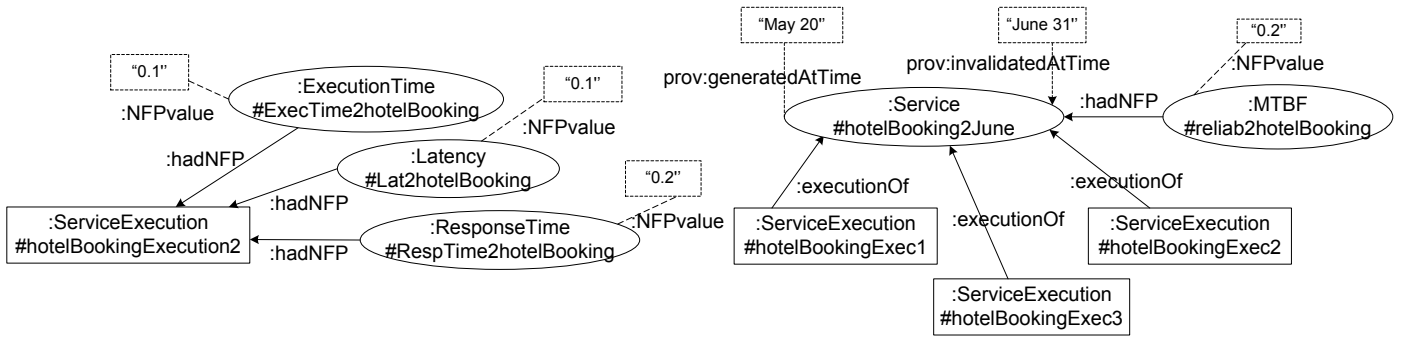 “0.1’’
:NFPvalue
:ExecutionTime
#ExecTime2hotelBooking
“0.1’’
:NFPvalue
:hadNFP
:Latency
#Lat2hotelBooking
:hadNFP
“0.2’’
:NFPvalue
:ServiceExecution
#hotelBookingExecution2
:hadNFP
:ResponseTime
#RespTime2hotelBooking
“May 20’’
prov:generatedAtTime
“June 31’’
prov:invalidatedAtTime
“0.2’’
:NFPvalue
:Service
#hotelBooking2June
:hadNFP
:MTBF
#reliab2hotelBooking
:executionOf
:executionOf
:executionOf
:ServiceExecution
#hotelBookingExec1
:ServiceExecution
#hotelBookingExec2
:ServiceExecution
#hotelBookingExec3